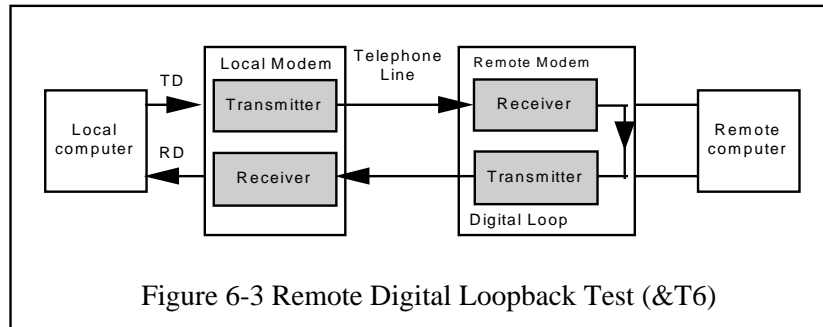 Local Modem
Telephone
Line
Remote Modem
TD
Transmitter
Receiver
Local
computer
Remote
computer
RD
Receiver
Transmitter
Digital Loop
Figure 6-3 Remote Digital Loopback Test (&T6)